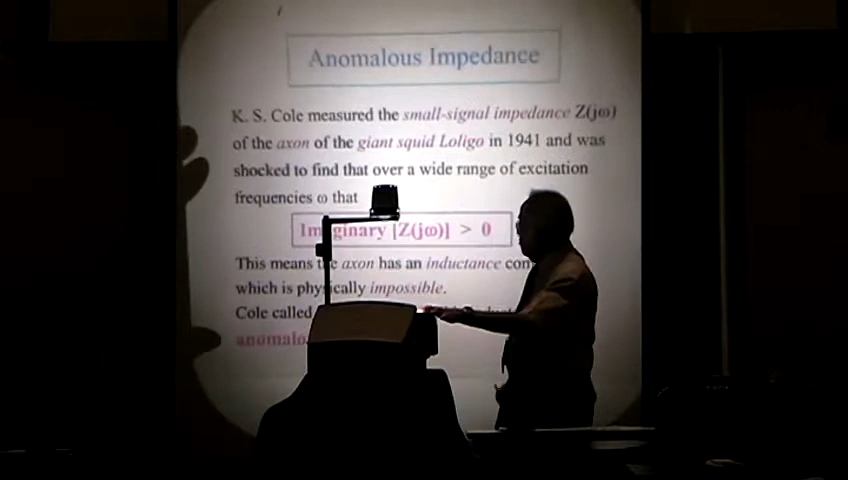 Anomalous Impedance
K. S. Cole measured the small-signal impedance Z(jω)
of the axon of the giant squid Loligo in 1941 and was
shocked to find that over a wide range of excitation
frequencies ω that
Imaginary [Z(jω)] > 0
This means the axon has an inductance
which is physically impossible.
Cole called